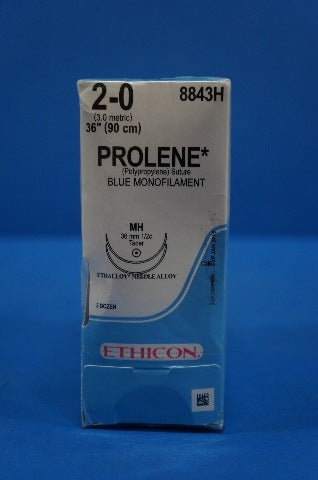 2-0
8843H
(3.0 metric)
36" (90 cm)
PROLENE*
(Polypropylene) Suture
BLUE MONOFILAMENT
MH
36 mm 1/2c
Taper
ETHALLOY* NEEDLE ALLOY
DOZEN
ETHICON